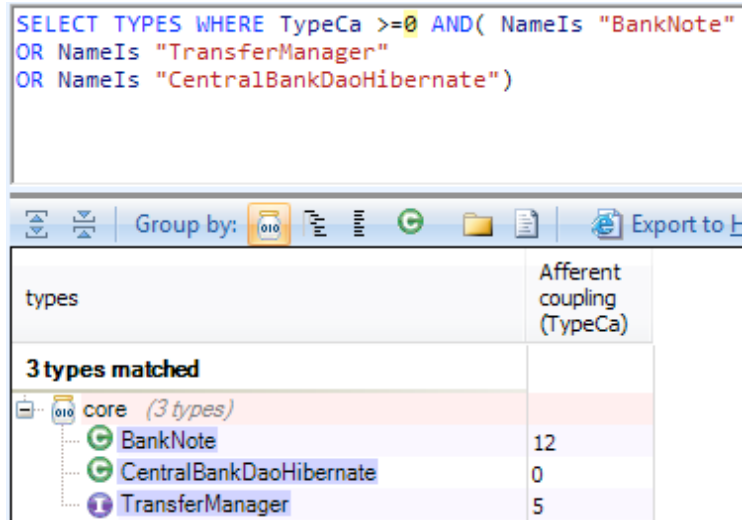 SELECT TYPES WHERE TypeCa >=0 AND( NameIs "BankNote"
OR NameIs "TransferManager"
OR NameIs "CentralBankDaoHibernate")
Group by: Export to H
types Afferent coupling (TypeCa)
3 types matched
core (3 types)
BankNote 12
CentralBankDaoHibernate 0
TransferManager 5